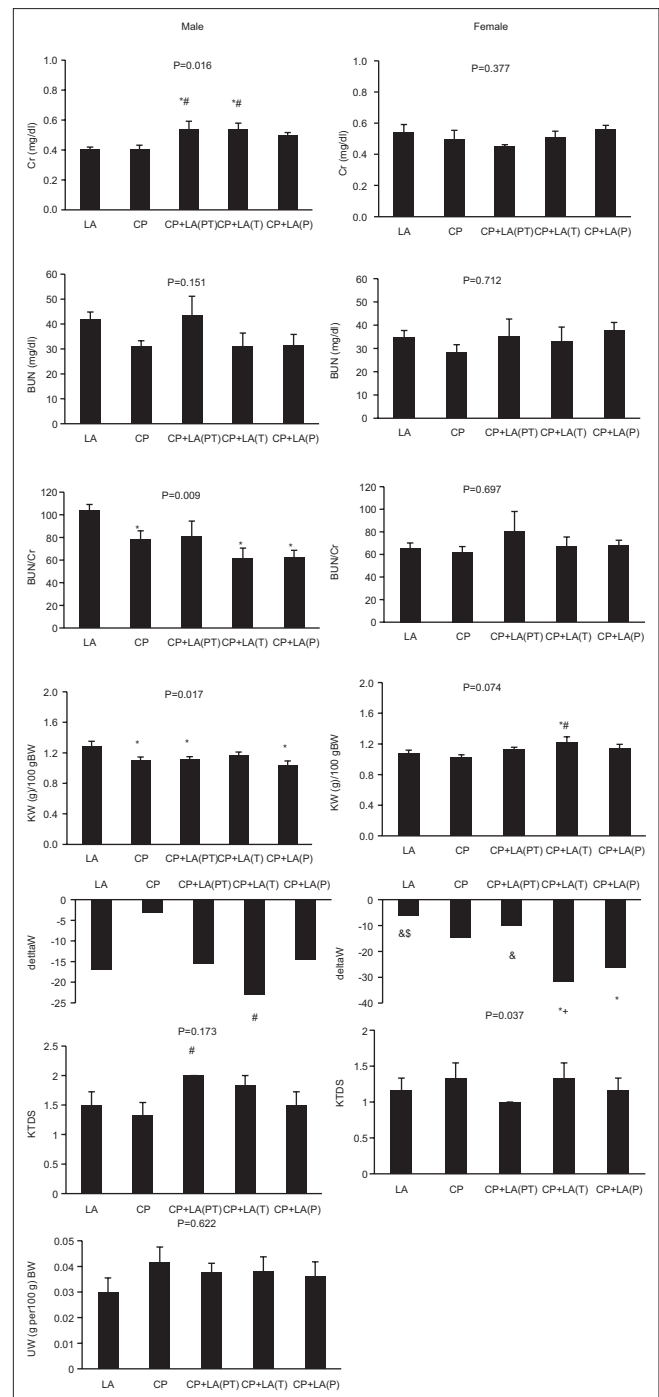 Male
Female
P=0.016
*# *#
Cr (mg/dl)
1.0
0.8
0.6
0.4
0.2
0.0
LA CP CP+LA(PT) CP+LA(T) CP+LA(P)
P=0.377
Cr (mg/dl)
1.0
0.8
0.6
0.4
0.2
0.0
LA CP CP+LA(PT) CP+LA(T) CP+LA(P)
P=0.151
BUN (mg/dl)
60
50
40
30
20
10
0
LA CP CP+LA(PT) CP+LA(T) CP+LA(P)
P=0.712
BUN (mg/dl)
60
50
40
30
20
10
0
LA CP CP+LA(PT) CP+LA(T) CP+LA(P)
P=0.009
* * *
BUN/Cr
120
100
80
60
40
20
0
LA CP CP+LA(PT) CP+LA(T) CP+LA(P)
P=0.697
BUN/Cr
120
100
80
60
40
20
0
LA CP CP+LA(PT) CP+LA(T) CP+LA(P)
P=0.017
* * *
KW (g)/100 gBW
2.0
1.6
1.2
0.8
0.4
0.0
LA CP CP+LA(PT) CP+LA(T) CP+LA(P)
P=0.074
*#
KW (g)/100 gBW
2.0
1.6
1.2
0.8
0.4
0.0
LA CP CP+LA(PT) CP+LA(T) CP+LA(P)
LA CP CP+LA(PT) CP+LA(T) CP+LA(P)
detltaW
0
-5
-10
-15
-20
-25
#
P=0.173
LA CP CP+LA(PT) CP+LA(T) CP+LA(P)
deltaW
0
-10
-20
-30
-40
&$ & *+ *
P=0.037
#
KTDS
2.5
2
1.5
1
0.5
0
LA CP CP+LA(PT) CP+LA(T) CP+LA(P)
KTDS
2
1.5
1
0.5
0
LA CP CP+LA(PT) CP+LA(T) CP+LA(P)
P=0.622
UW (g per100 g) BW
0.05
0.04
0.03
0.02
0.01
0
LA CP CP+LA(PT) CP+LA(T) CP+LA(P)